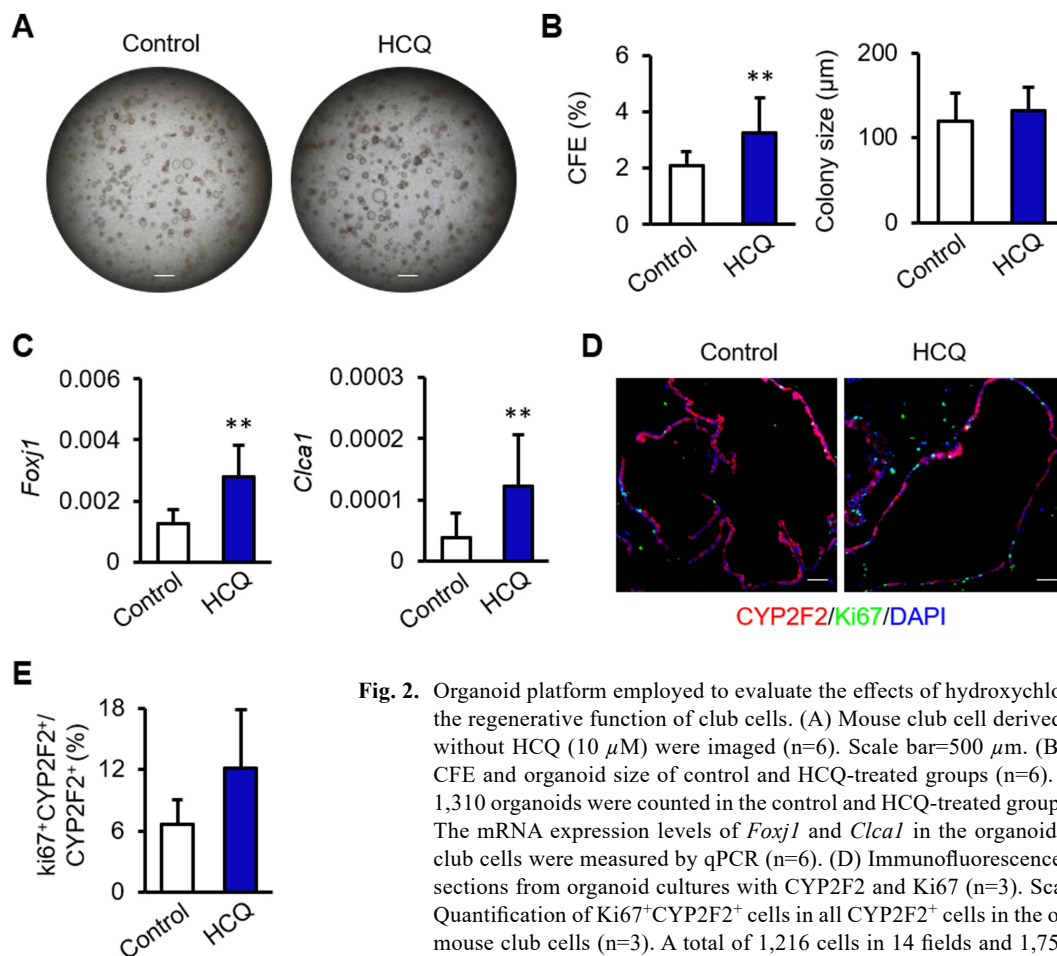 A
Control
HCQ
B
CFE (%)
6
4
2
0
**
Control
HCQ
Colony size (µm)
200
100
0
Control
HCQ
C
Foxj1
0.006
0.004
0.002
0
**
Control
HCQ
Clca1
0.0003
0.0002
0.0001
0
**
Control
HCQ
D
Control
HCQ
CYP2F2/Ki67/DAPI
E
ki67⁺CYP2F2⁺/
CYP2F2⁺ (%)
18
12
6
0
Control
HCQ
Fig. 2. Organoid platform employed to evaluate the effects of hydroxychlo
the regenerative function of club cells. (A) Mouse club cell derived
without HCQ (10 µM) were imaged (n=6). Scale bar=500 µm. (B
CFE and organoid size of control and HCQ-treated groups (n=6).
1,310 organoids were counted in the control and HCQ-treated group
The mRNA expression levels of Foxj1 and Clca1 in the organoid
club cells were measured by qPCR (n=6). (D) Immunofluorescence
sections from organoid cultures with CYP2F2 and Ki67 (n=3). Sca
Quantification of Ki67⁺CYP2F2⁺ cells in all CYP2F2⁺ cells in the o
mouse club cells (n=3). A total of 1,216 cells in 14 fields and 1,75